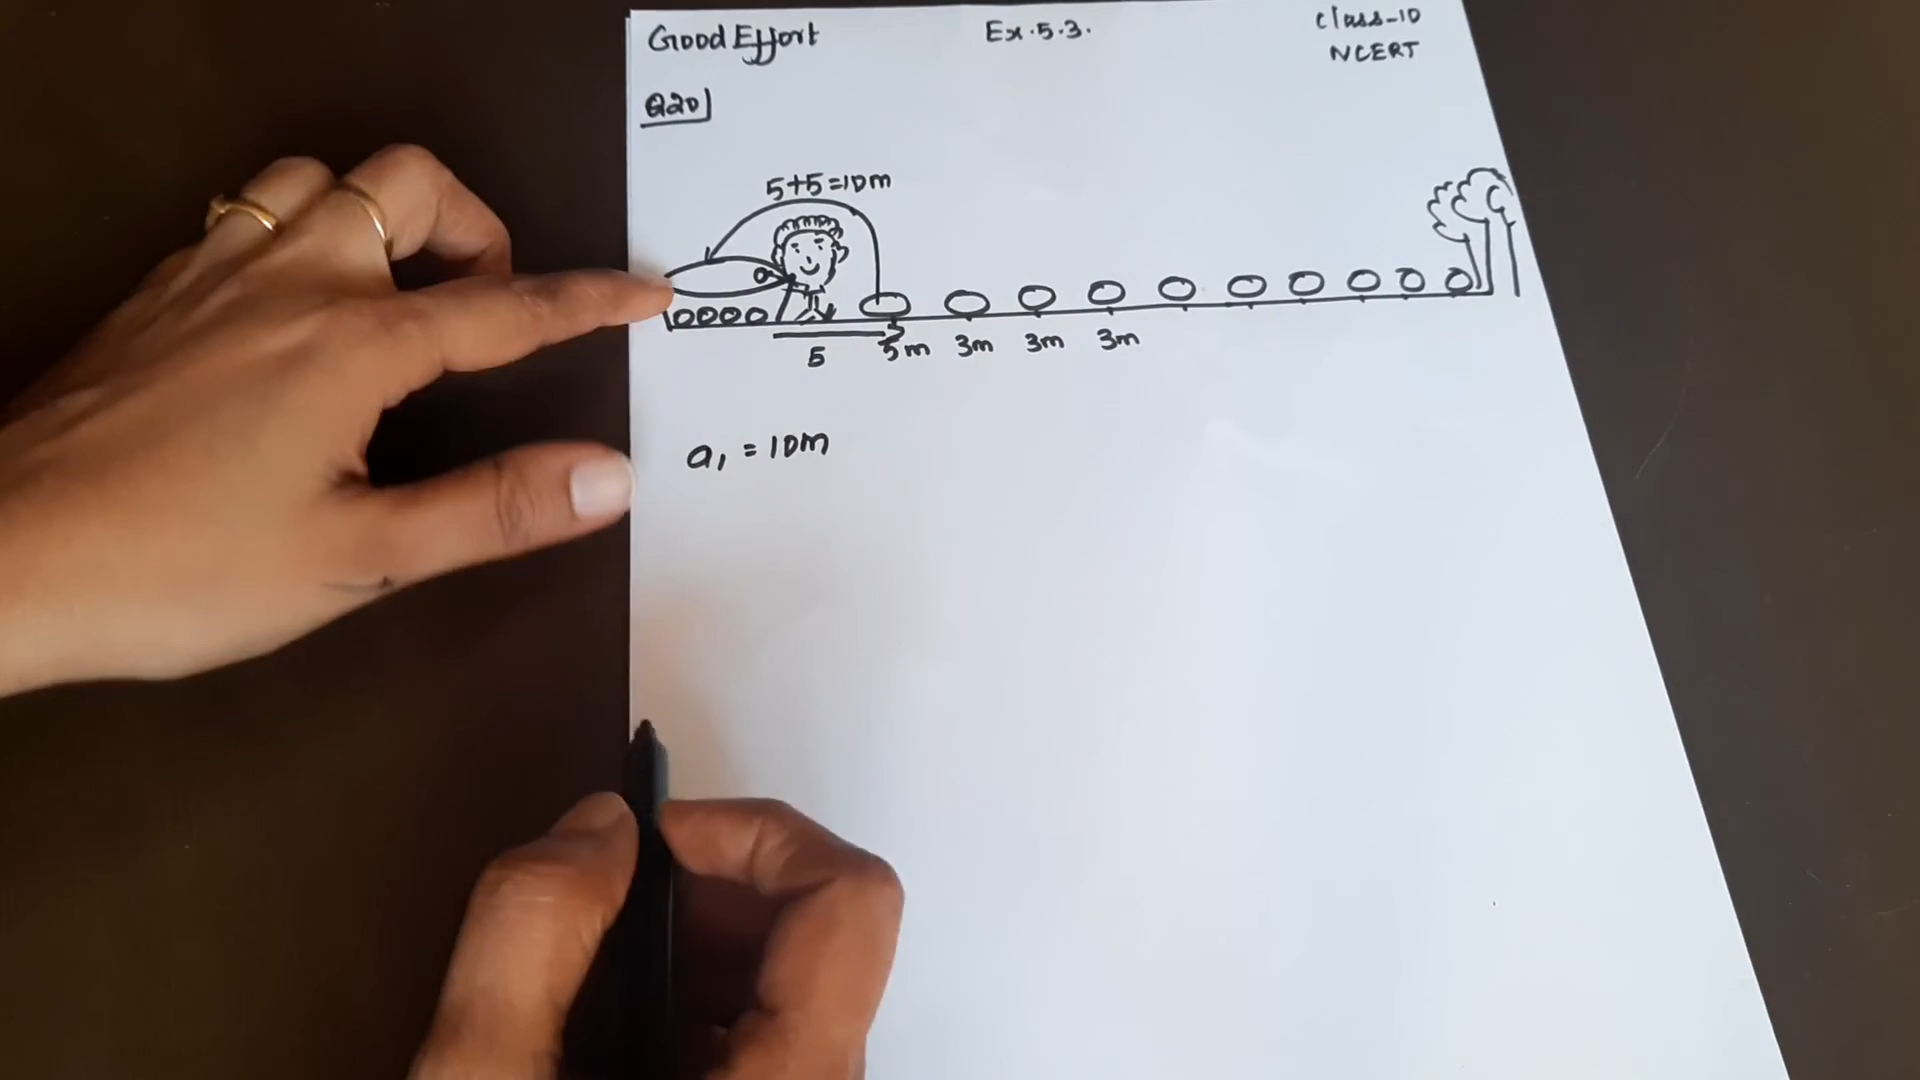 Good Effort Ex.5.3. Class-10
NCERT
Q20
5+5=10m
5 5m 3m 3m 3m
a₁ = 10m